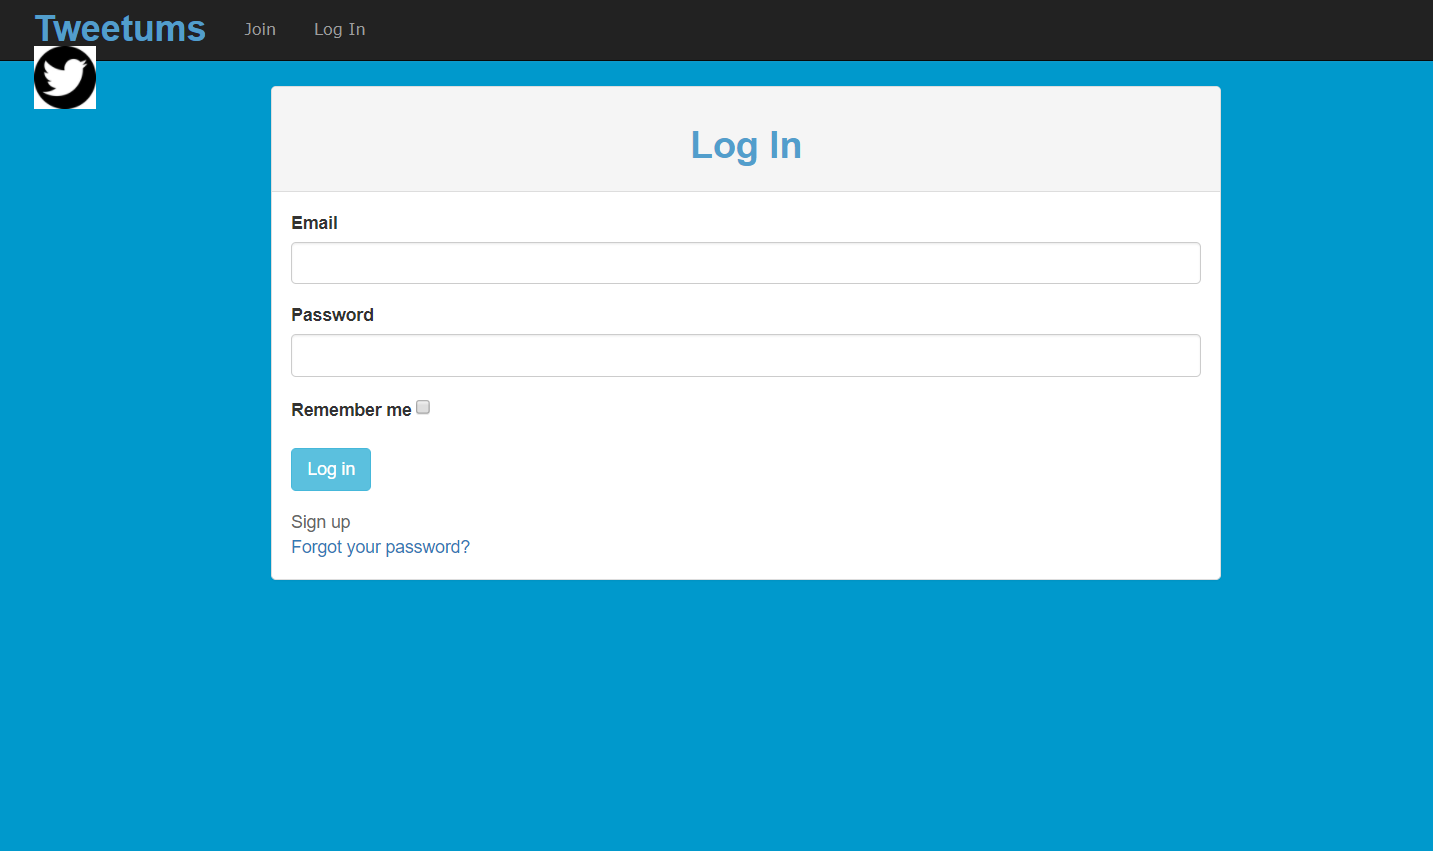 Tweetums Join Log In
Log In
Email
Password
Remember me
Log in
Sign up
Forgot your password?